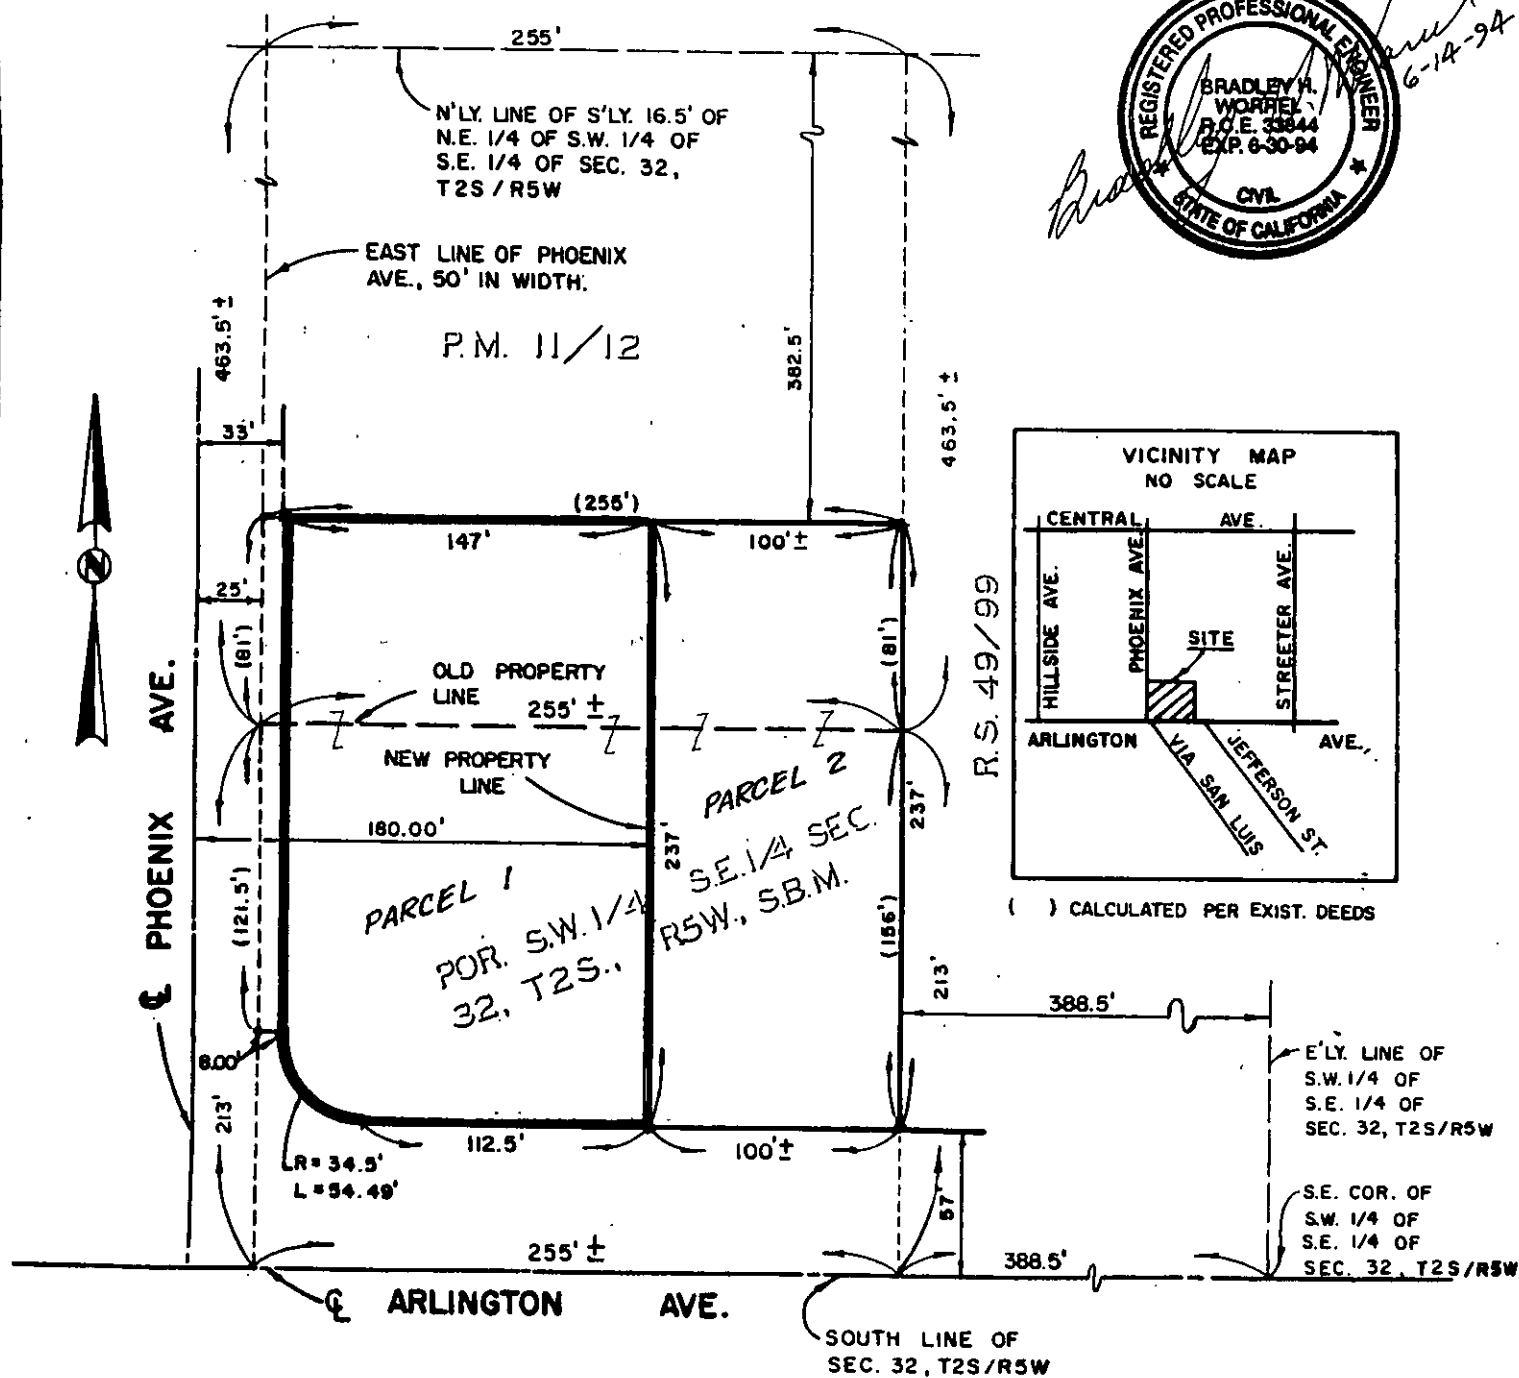 255'
N'LY. LINE OF S'LY. 16.5' OF
N.E. 1/4 OF S.W. 1/4 OF
S.E. 1/4 OF SEC. 32,
T2S / R5W
REGISTERED PROFESSIONAL ENGINEER
BRADLEY H.
WORREL
R.C.E. 33844
EXP. 6-30-94
CIVIL
STATE OF CALIFORNIA
6-14-94
EAST LINE OF PHOENIX
AVE., 50' IN WIDTH.
463.5' ±
P.M. 11/12
382.5'
463.5' ±
33'
(255')
147'
100'±
VICINITY MAP
NO SCALE
CENTRAL AVE.
HILLSIDE AVE.
PHOENIX AVE.
STREETER AVE.
SITE
ARLINGTON AVE.
VIA SAN LUIS
JEFFERSON ST.
( ) CALCULATED PER EXIST. DEEDS
N
25'
(81')
(81')
R.S. 49/99
OLD PROPERTY
LINE
255' ±
NEW PROPERTY
LINE
180.00'
237'
237'
PARCEL 2
PARCEL 1
POR. S.W. 1/4 S.E. 1/4 SEC.
32, T2S., R5W., S.B.M.
℄ PHOENIX AVE.
(121.5')
(156')
213'
388.5'
8.00'
213'
R = 34.5'
L = 54.49'
112.5'
100'±
57'
E'LY. LINE OF
S.W. 1/4 OF
S.E. 1/4 OF
SEC. 32, T2S/R5W
S.E. COR. OF
S.W. 1/4 OF
S.E. 1/4 OF
SEC. 32, T2S/R5W
255' ±
388.5'
℄ ARLINGTON AVE.
SOUTH LINE OF
SEC. 32, T2S/R5W